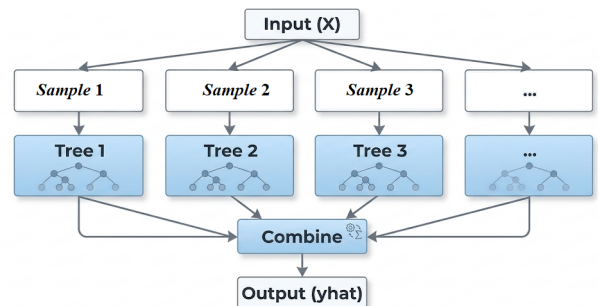 Input (X)
Sample 1
Sample 2
Sample 3
...
Tree 1
Tree 2
Tree 3
...
Combine
Output (yhat)